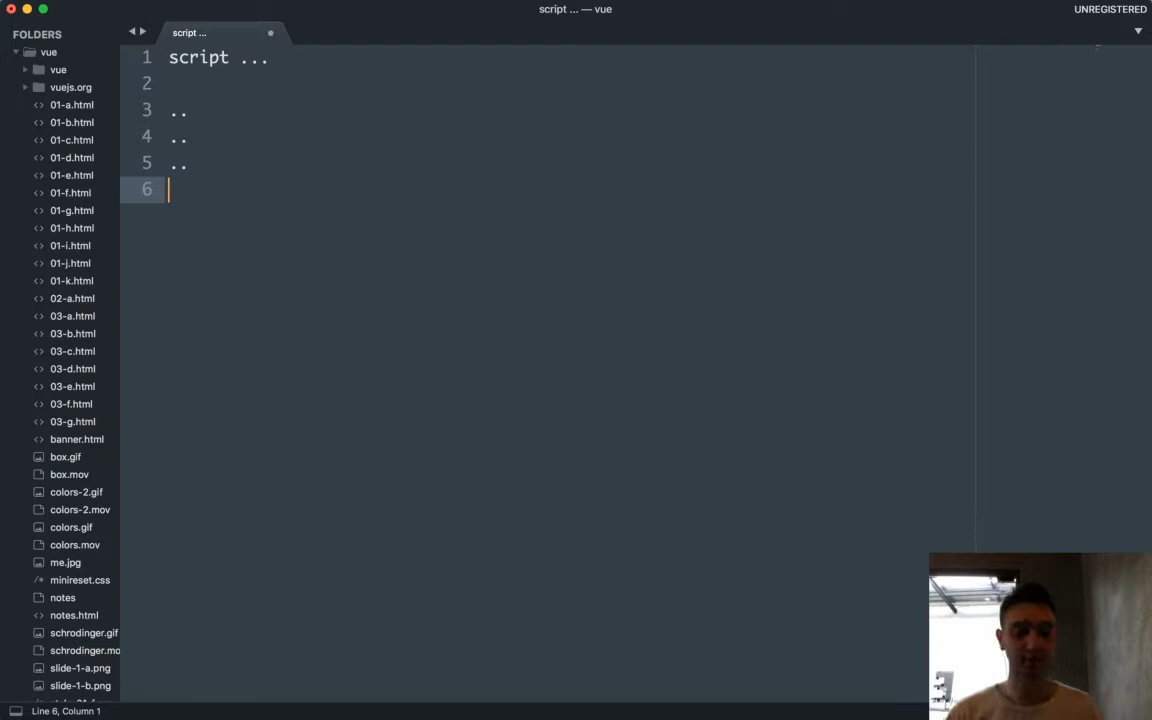 script ... — vue
UNREGISTERED
FOLDERS
vue
vue
vuejs.org
01-a.html
01-b.html
01-c.html
01-d.html
01-e.html
01-f.html
01-g.html
01-h.html
01-i.html
01-j.html
01-k.html
02-a.html
03-a.html
03-b.html
03-c.html
03-d.html
03-e.html
03-f.html
03-g.html
banner.html
box.gif
box.mov
colors-2.gif
colors-2.mov
colors.gif
colors.mov
me.jpg
minireset.css
notes
notes.html
schrodinger.gif
schrodinger.mo
slide-1-a.png
slide-1-b.png
script ...
1 script ...
2
3 ..
4 ..
5 ..
6
Line 6, Column 1